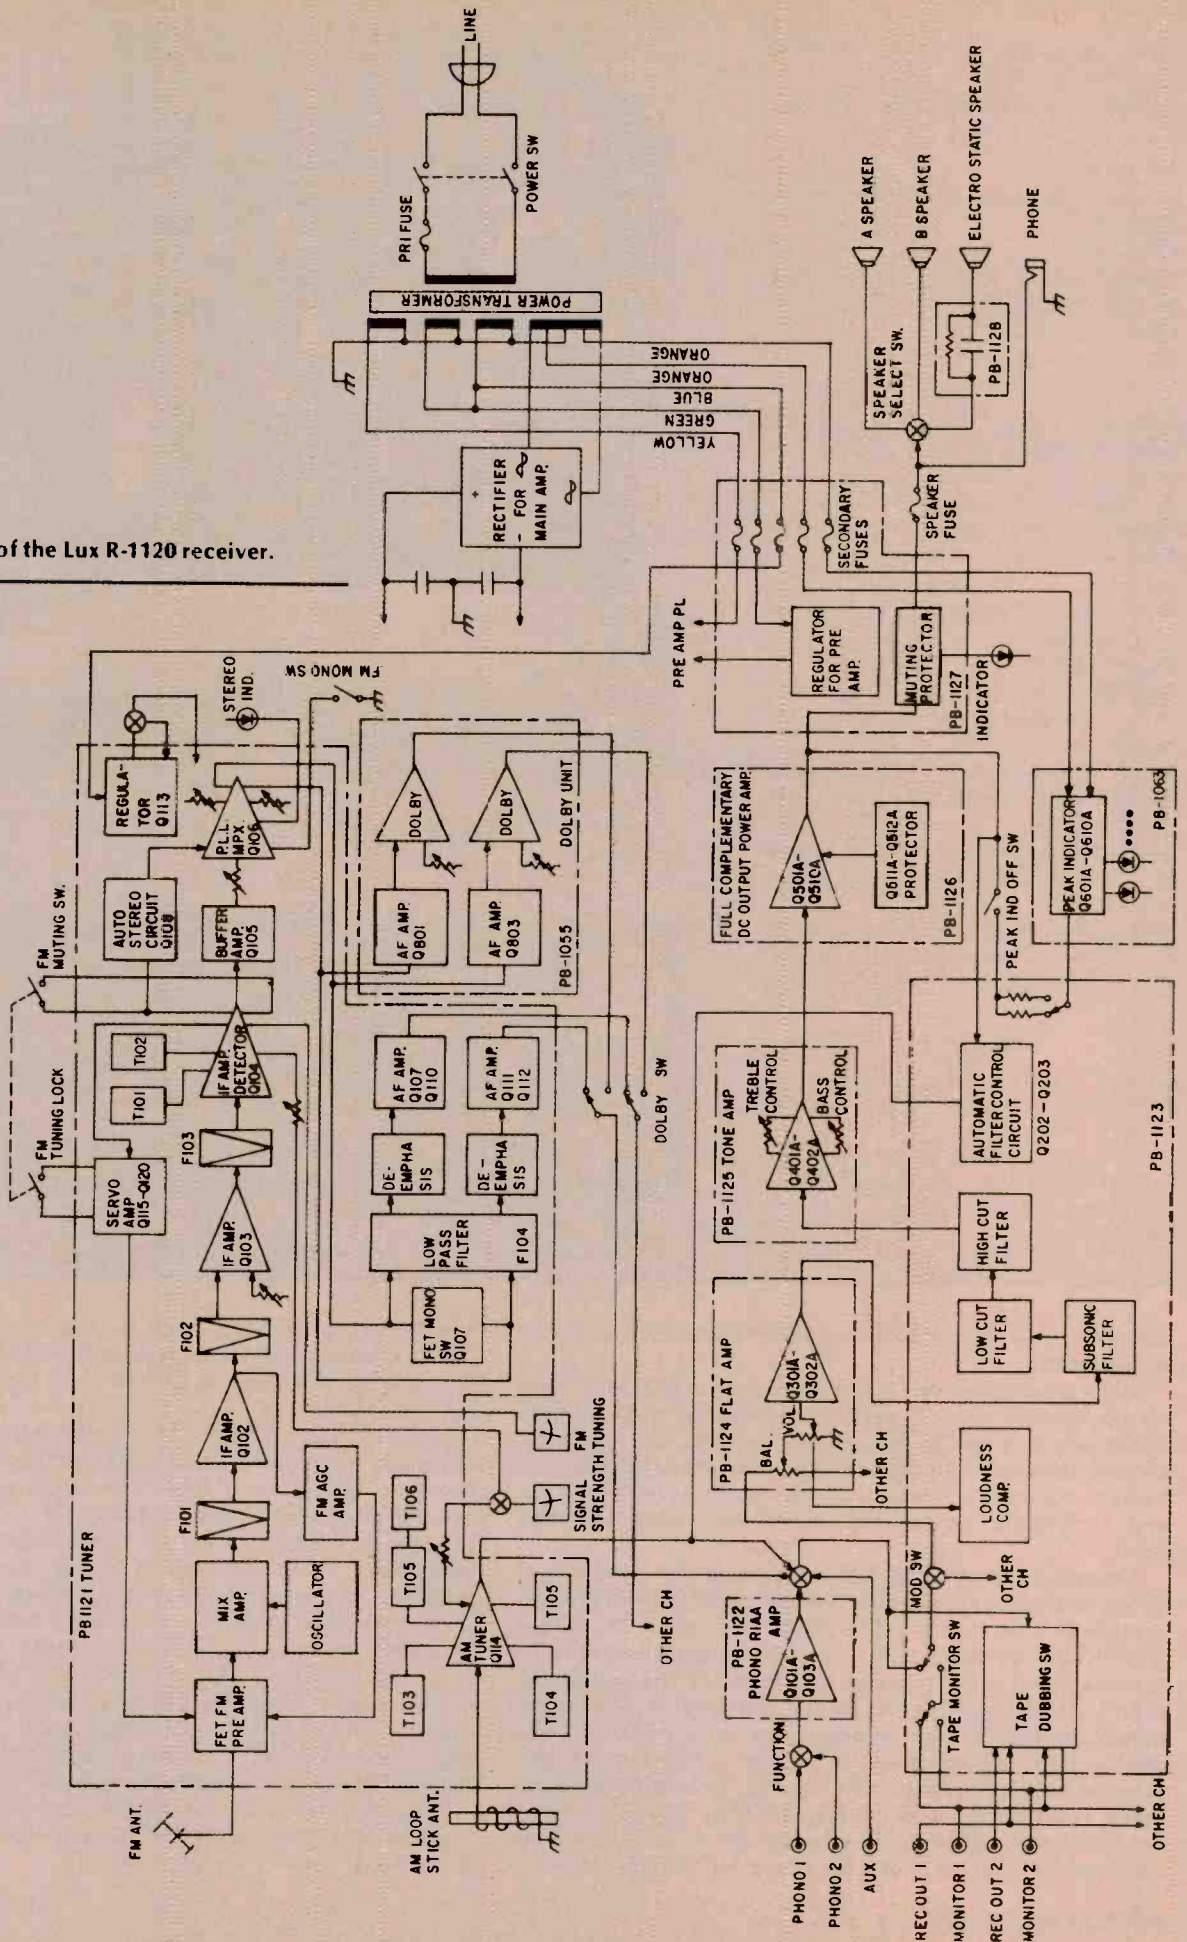 of the Lux R-1120 receiver.
LINE
PRI FUSE
POWER SW
POWER TRANSFORMER
ORANGE
ORANGE
BLUE
GREEN
YELLOW
+
RECTIFIER
- FOR
MAIN AMP.
SECONDARY
FUSES
A SPEAKER
B SPEAKER
ELECTRO STATIC SPEAKER
PHONE
SPEAKER
SELECT SW.
PB-1128
SPEAKER
FUSE
PRE AMP PL
REGULATOR
FOR PRE
AMP.
MUTING
PROTECTOR
PB-1127
INDICATOR
FM MONO SW
STEREO
IND.
REGULA-
TOR
Q113
P.L.L.
MPX.
Q106
AUTO
STEREO
CIRCUIT
Q108
BUFFER
AMP.
Q105
FM
MUTING SW.
FM
TUNING LOCK
T102
T101
IF AMP.
DETECTOR
Q104
F103
SERVO
AMP
Q115-Q120
IF AMP.
Q103
F102
IF AMP.
Q102
F101
FM AGC
AMP.
MIX
AMP.
OSCILLATOR
FET FM
PRE AMP.
PB1121 TUNER
FM ANT.
DOLBY
DOLBY
DOLBY UNIT
AF AMP.
Q801
AF AMP.
Q803
PB-1055
AF AMP.
Q107
Q110
AF AMP.
Q111
Q112
DE-
EMPHA
SIS
DE-
EMPHA
SIS
LOW
PASS
FILTER
F104
FET MONO
SW
Q107
DOLBY SW
FM
TUNING
SIGNAL
STRENGTH
T106
T105
T103
AM
TUNER
Q114
T105
T104
AM LOOP
STICK ANT.
OTHER CH
FULL COMPLEMENTARY
DC OUTPUT POWER AMP.
Q501A-
Q510A
Q511A-Q512A
PROTECTOR
PB-1126
PEAK IND OFF SW
PEAK INDICATOR
Q601A-Q610A
PB-1063
PB-1125 TONE AMP
TREBLE
CONTROL
Q401A-
Q402A
BASS
CONTROL
AUTOMATIC
FILTER CONTROL
CIRCUIT
Q202-Q203
PB-1123
HIGH CUT
FILTER
LOW CUT
FILTER
SUBSONIC
FILTER
PB-1124 FLAT AMP
Q301A-
Q302A
VOL.
BAL.
OTHER CH
LOUDNESS
COMP.
MOD SW
OTHER
CH
PB-1122
PHONO RIAA
AMP
Q101A-
Q103A
FUNCTION
TAPE MONITOR SW
TAPE
DUBBING SW
PHONO 1
PHONO 2
AUX
REC OUT 1
MONITOR 1
REC OUT 2
MONITOR 2
OTHER CH